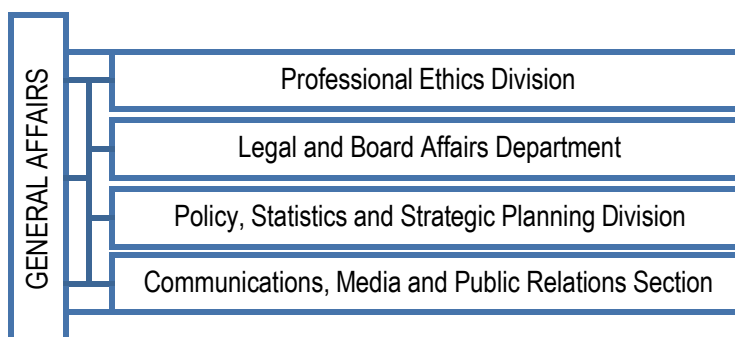 GENERAL AFFAIRS
Professional Ethics Division
Legal and Board Affairs Department
Policy, Statistics and Strategic Planning Division
Communications, Media and Public Relations Section